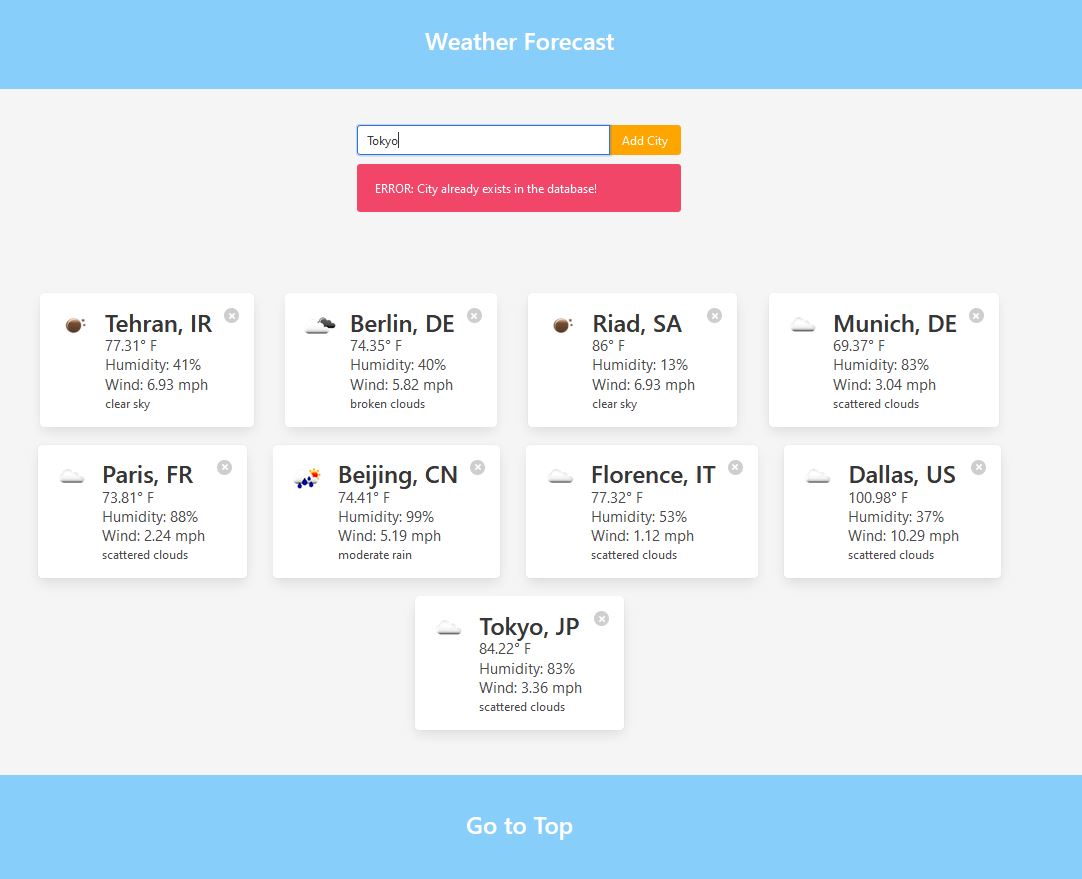 Weather Forecast
Tokyo
Add City
ERROR: City already exists in the database!
Tehran, IR
77.31° F
Humidity: 41%
Wind: 6.93 mph
clear sky
Berlin, DE
74.35° F
Humidity: 40%
Wind: 5.82 mph
broken clouds
Riad, SA
86° F
Humidity: 13%
Wind: 6.93 mph
clear sky
Munich, DE
69.37° F
Humidity: 83%
Wind: 3.04 mph
scattered clouds
Paris, FR
73.81° F
Humidity: 88%
Wind: 2.24 mph
scattered clouds
Beijing, CN
74.41° F
Humidity: 99%
Wind: 5.19 mph
moderate rain
Florence, IT
77.32° F
Humidity: 53%
Wind: 1.12 mph
scattered clouds
Dallas, US
100.98° F
Humidity: 37%
Wind: 10.29 mph
scattered clouds
Tokyo, JP
84.22° F
Humidity: 83%
Wind: 3.36 mph
scattered clouds
Go to Top